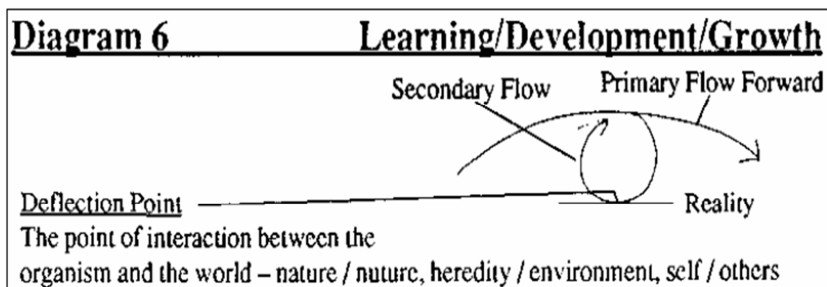 Diagram 6 Learning/Development/Growth
Secondary Flow Primary Flow Forward
Deflection Point Reality
The point of interaction between the
organism and the world – nature / nuture, heredity / environment, self / others